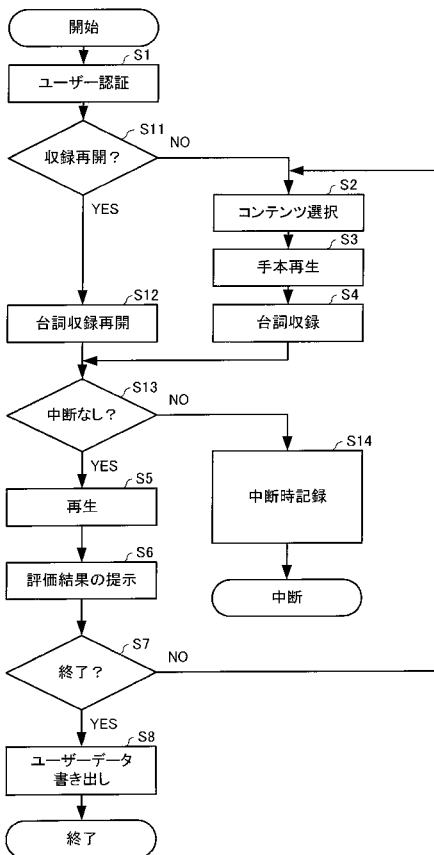 開始
S1
ユーザー認証
S11
収録再開?
NO
YES
S2
コンテンツ選択
S3
手本再生
S12
台詞収録再開
S4
台詞収録
S13
中断なし?
NO
YES
S14
中断時記録
中断
S5
再生
S6
評価結果の提示
S7
終了?
NO
YES
S8
ユーザーデータ
書き出し
終了